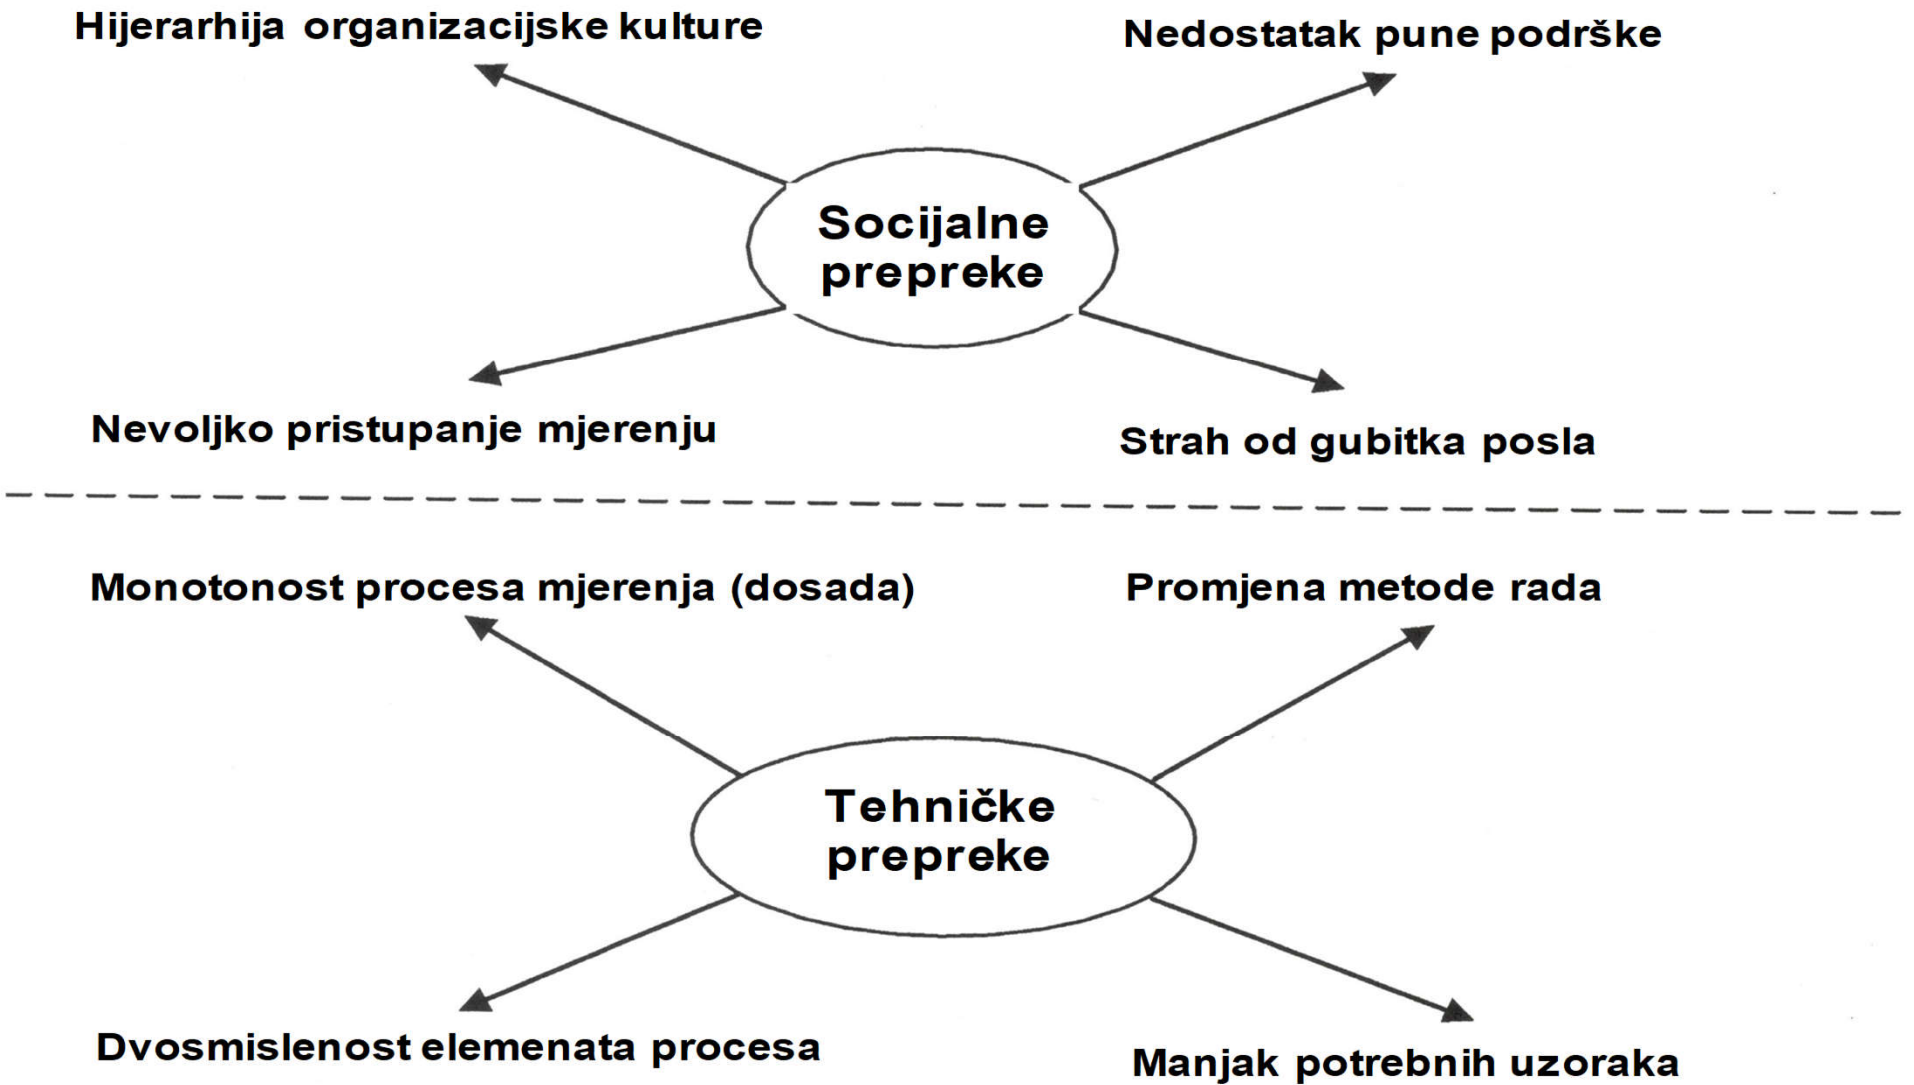 Hijerarhija organizacijske kulture
Nedostatak pune podrške
Socijalne
prepreke
Nevoljko pristupanje mjerenju
Strah od gubitka posla
Monotonost procesa mjerenja (dosada)
Promjena metode rada
Tehničke
prepreke
Dvosmislenost elemenata procesa
Manjak potrebnih uzoraka